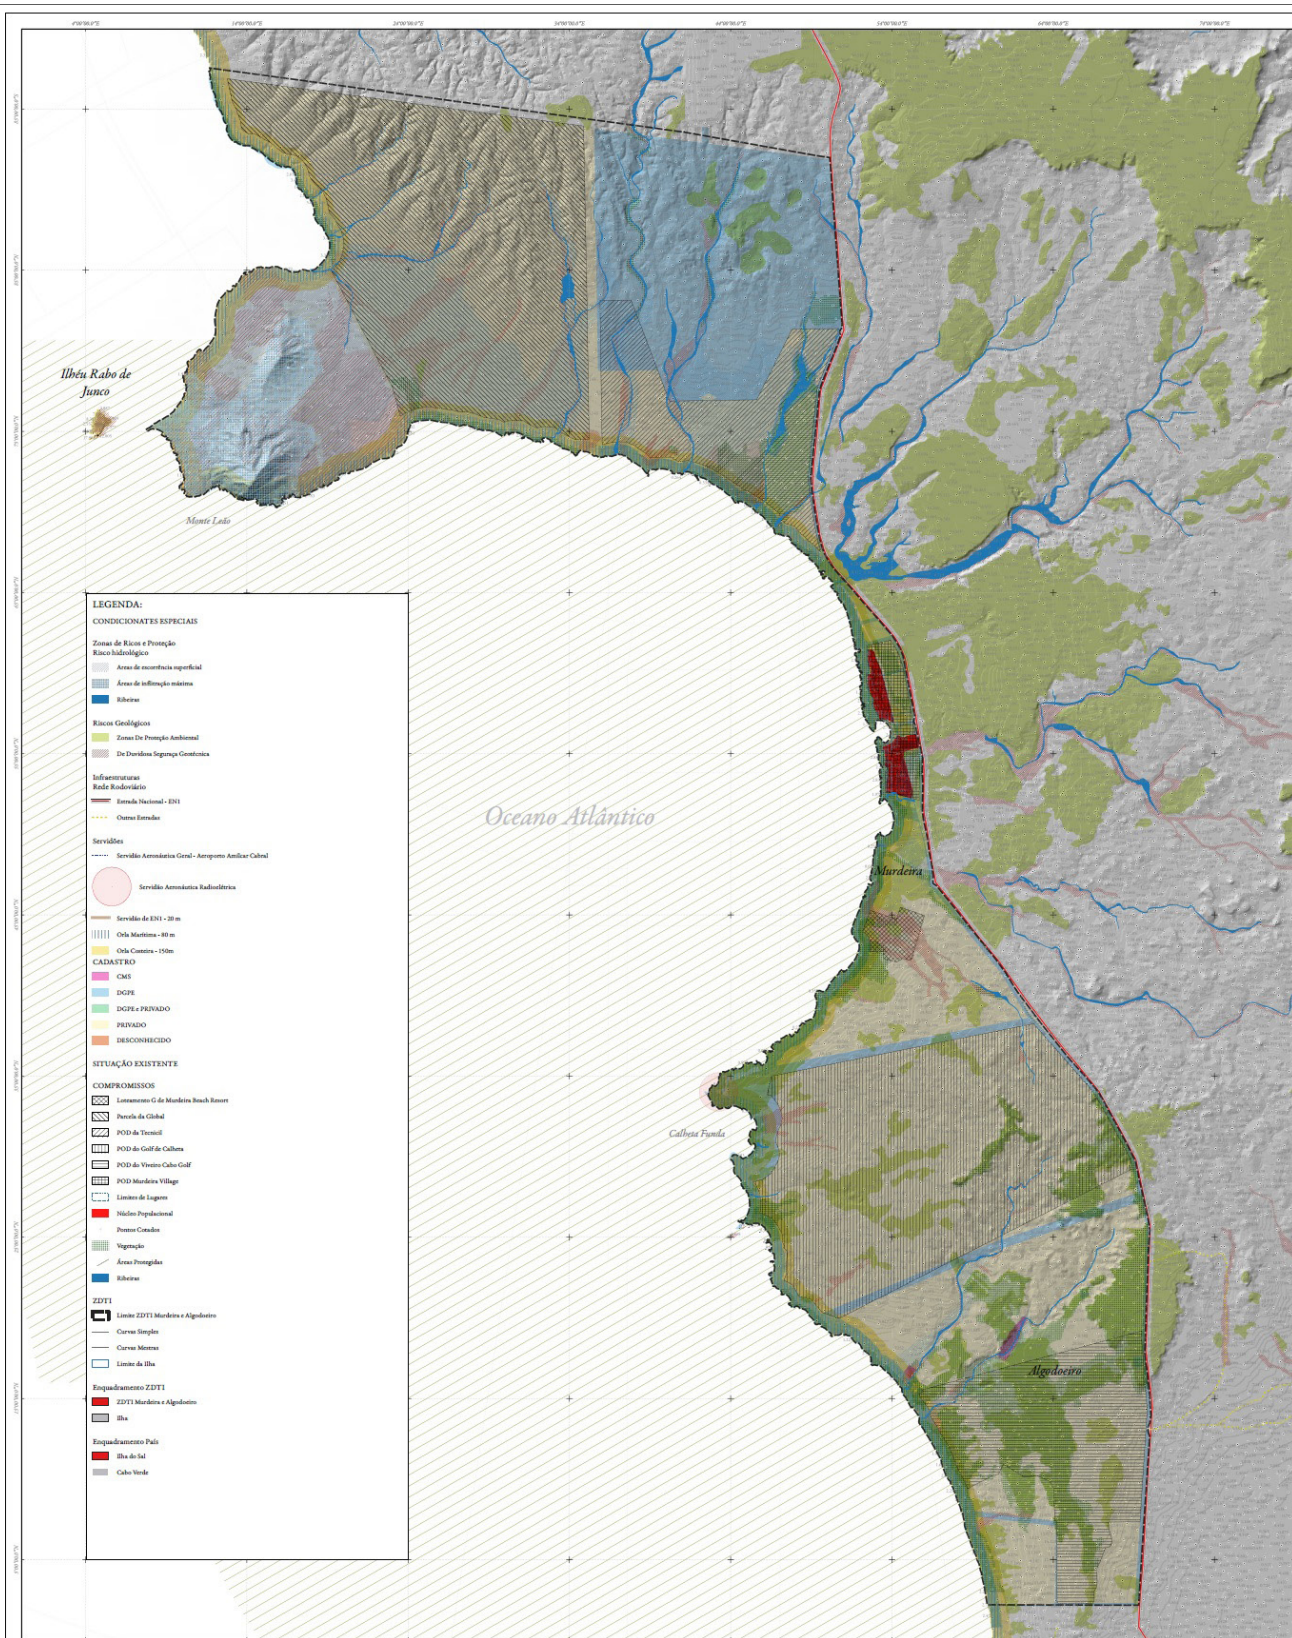 Ilhéu Rabo de
Junco
Monte Leão
LEGENDA:
CONDICIONATES ESPECIAIS
Zonas de Ricos e Proteção
Risco hidrológico
Areas de escorrência superficial
Áreas de infiltração máxima
Ribeiras
Riscos Geológicos
Zonas De Proteção Ambiental
De Duvidosa Seguraça Geotécnica
Infraestruturas
Rede Rodoviário
Estrada Nacional - EN1
Outras Estradas
Servidões
Servidão Aeronáutica Geral - Aeroporto Amílcar Cabral
Servidão Aeronáutica Radioelétrica
Servidão de EN1 - 20 m
Orla Marítima - 80 m
Orla Costeira - 150m
CADASTRO
CMS
DGPE
DGPE e PRIVADO
PRIVADO
DESCONHECIDO
SITUAÇÃO EXISTENTE
COMPROMISSOS
Loteamento G de Murdeira Beach Resort
Parcela da Global
POD da Tecnicil
POD do Golf de Calheta
POD do Viveiro Cabo Golf
POD Murdeira Village
Limites de Lugares
Núcleo Populacional
Pontos Cotados
Vegetação
Áreas Protegidas
Ribeiras
ZDTI
Limite ZDTI Murdeira e Algodoeiro
Curvas Simples
Curvas Mestras
Limite da Ilha
Enquadramento ZDTI
ZDTI Murdeira e Algodoeiro
Ilha
Enquadramento País
Ilha do Sal
Cabo Verde
Oceano Atlântico
Murdeira
Calheta Funda
Algodoeiro